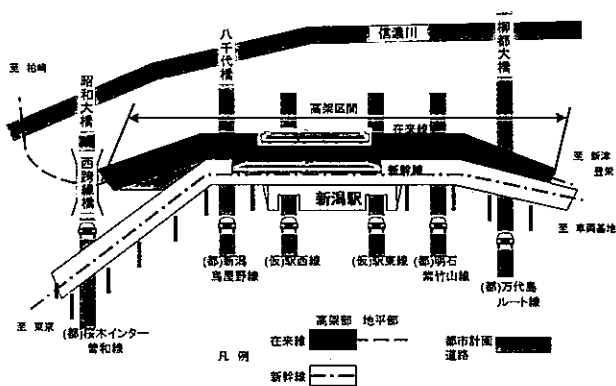 信濃川
八千代橋
柳都大橋
昭和大橋
至 柏崎
高架区間
在来線
西跨線橋
新幹線
新潟駅
至 新津
至 車両基地
(都)新潟
鳥屋野線
(仮)駅西線
(仮)駅東線
(都)明石
紫竹山線
(都)万代島
ルート線
至 東京
(都)桜木インター
凡 例
高架部 地平部
在来線
新幹線
都市計画
道路